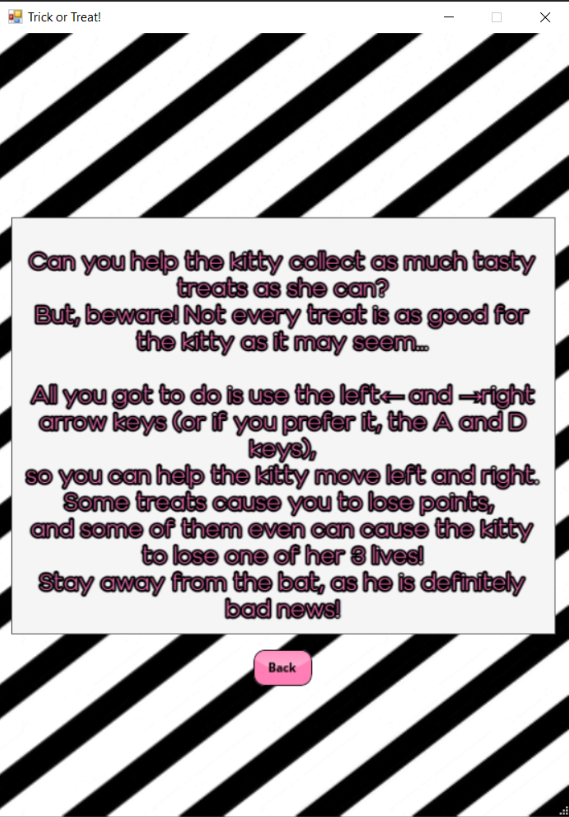 Trick or Treat!
Can you help the kitty collect as much tasty
treats as she can?
But, beware! Not every treat is as good for
the kitty as it may seem...
All you got to do is use the left← and →right
arrow keys (or if you prefer it, the A and D
keys),
so you can help the kitty move left and right.
Some treats cause you to lose points,
and some of them even can cause the kitty
to lose one of her 3 lives!
Stay away from the bat, as he is definitely
bad news!
Back